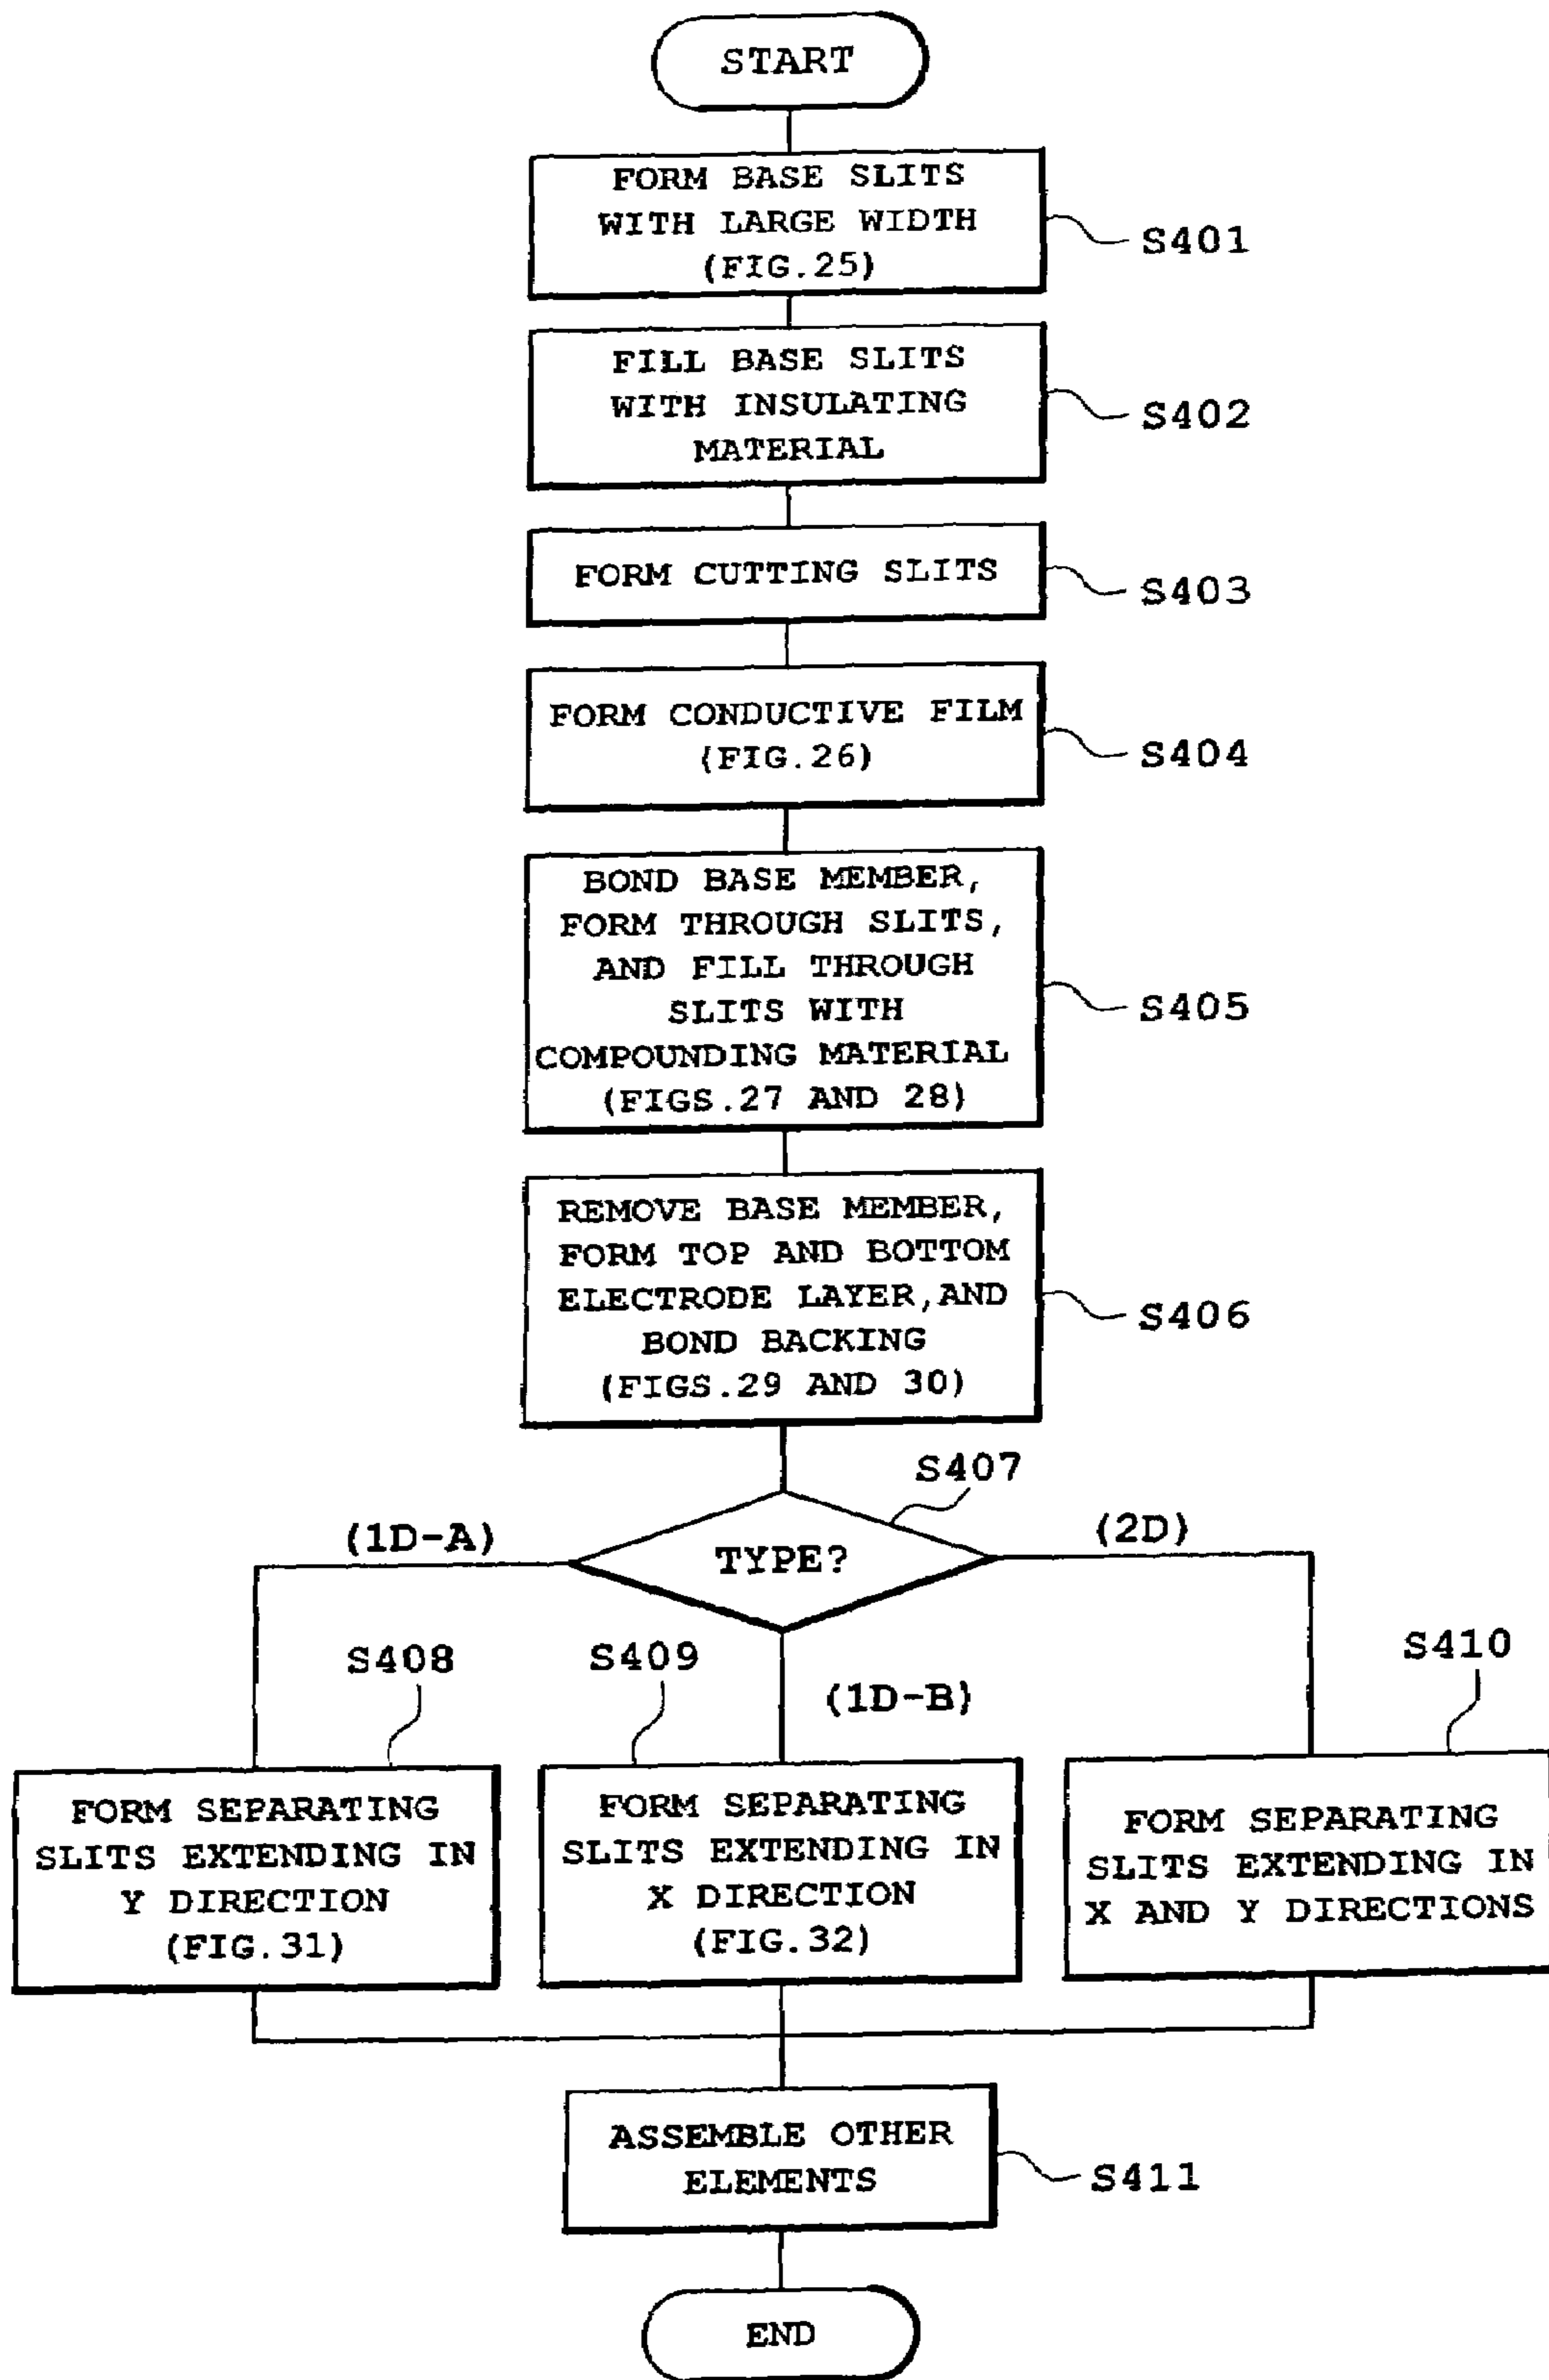 START
FORM BASE SLITS
WITH LARGE WIDTH
(FIG.25)
S401
FILL BASE SLITS
WITH INSULATING
MATERIAL
S402
FORM CUTTING SLITS
S403
FORM CONDUCTIVE FILM
(FIG.26)
S404
BOND BASE MEMBER,
FORM THROUGH SLITS,
AND FILL THROUGH
SLITS WITH
COMPOUNDING MATERIAL
(FIGS.27 AND 28)
S405
REMOVE BASE MEMBER,
FORM TOP AND BOTTOM
ELECTRODE LAYER,AND
BOND BACKING
(FIGS.29 AND 30)
S406
S407
TYPE?
(1D-A)
(2D)
(1D-B)
S408
FORM SEPARATING
SLITS EXTENDING IN
Y DIRECTION
(FIG.31)
S409
FORM SEPARATING
SLITS EXTENDING IN
X DIRECTION
(FIG.32)
S410
FORM SEPARATING
SLITS EXTENDING IN
X AND Y DIRECTIONS
ASSEMBLE OTHER
ELEMENTS
S411
END